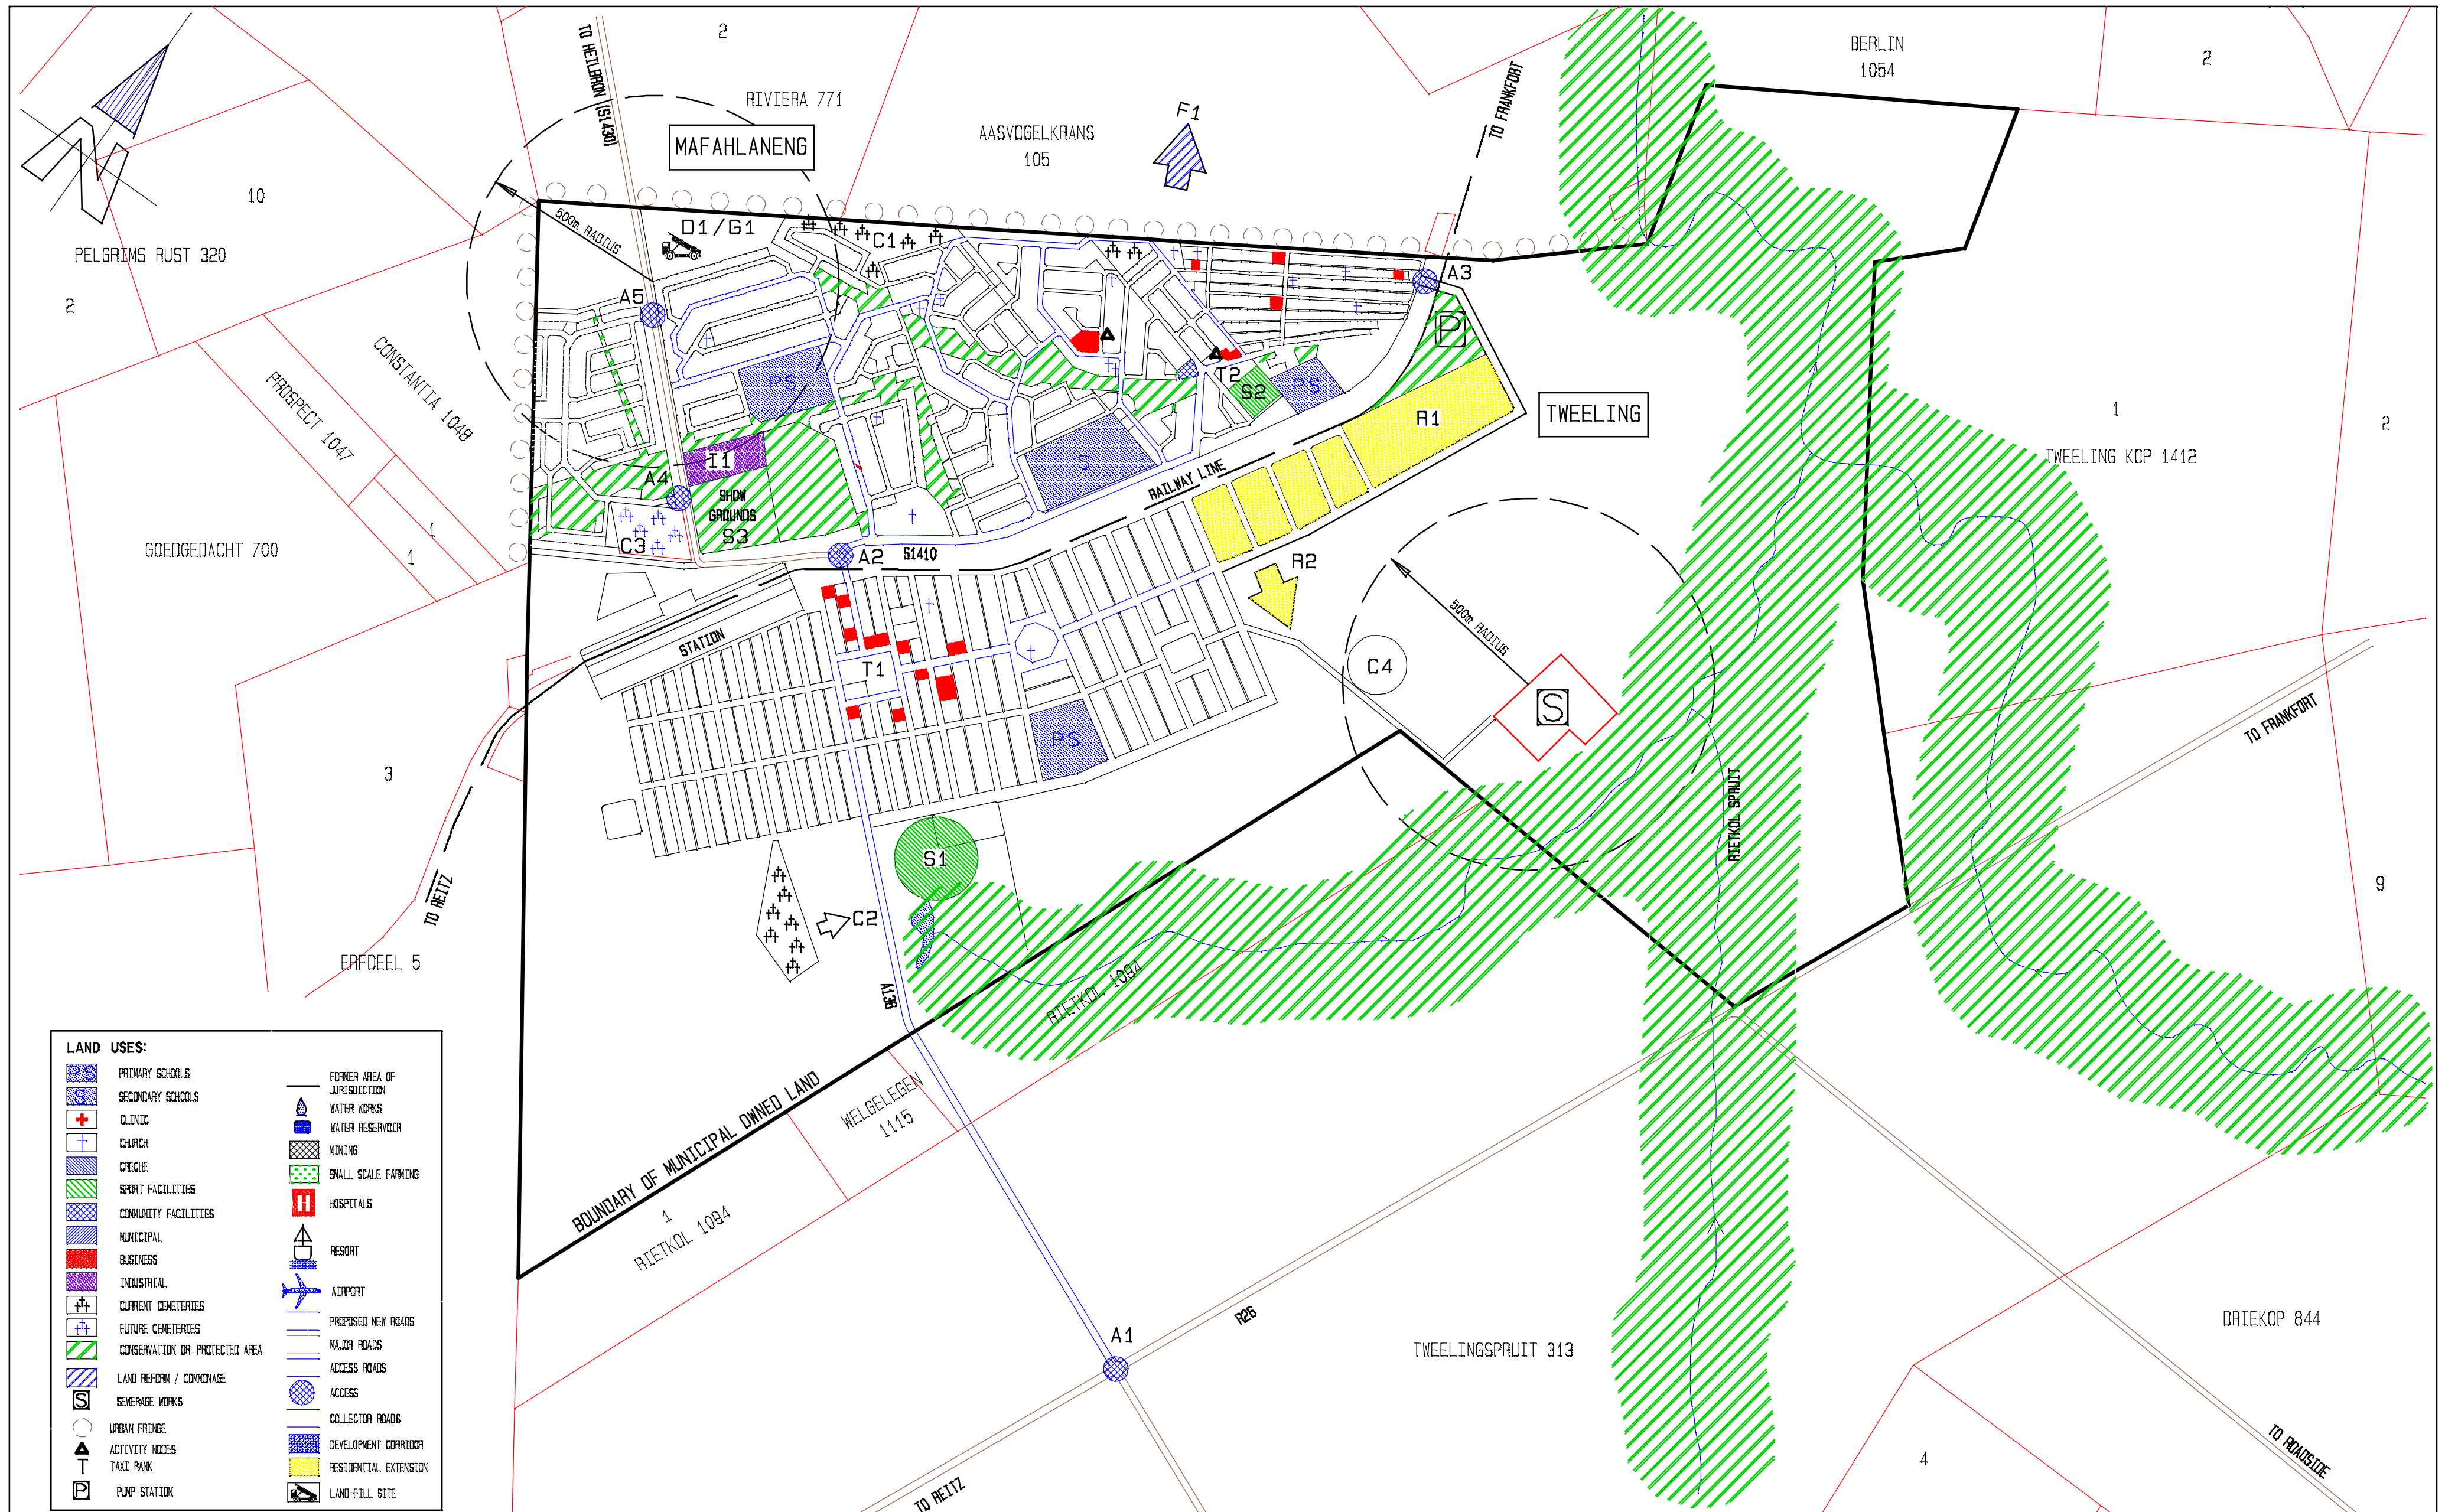 2
BERLIN
1054
2
TO HEILBRON (S1430)
RIVIERA 771
MAFAHLANENG
AASVOGELKRANS
105
F1
TO FRANKFORT
10
PELGRIMS RUST 320
2
500m RADIUS
D1/G1
C1
A3
A5
P
CONSTANTIA 1048
PROSPECT 1047
PS
T2
S2
PS
R1
TWEELING
1
2
TWEELING KOP 1412
I1
A4
S
RAILWAY LINE
SHOW
GROUNDS
S3
C3
GOEDGEDACHT 700
1
1
A2
S1410
R2
500m RADIUS
STATION
T1
C4
S
PS
TO FRANKFORT
3
RIETKOL SPRUIT
S1
TO REITZ
C2
9
ERFDEEL 5
A138
RIETKOL 1094
WELGELEGEN
1115
BOUNDARY OF MUNICIPAL OWNED LAND
1
RIETKOL 1094
R26
A1
TWEELINGSPRUIT 313
DRIEKOP 844
4
TO REITZ
TO ROADSIDE
LAND USES:
PS PRIMARY SCHOOLS
S SECONDARY SCHOOLS
CLINIC
CHURCH
CRECHE
SPORT FACILITIES
COMMUNITY FACILITIES
MUNICIPAL
BUSINESS
INDUSTRIAL
CURRENT CEMETERIES
FUTURE CEMETERIES
CONSERVATION OR PROTECTED AREA
LAND REFORM / COMMONAGE
S SEWERAGE WORKS
URBAN FRINGE
ACTIVITY NODES
T TAXI RANK
P PUMP STATION
FORMER AREA OF
JURISDICTION
WATER WORKS
WATER RESERVOIR
MINING
SMALL SCALE FARMING
H HOSPITALS
RESORT
AIRPORT
PROPOSED NEW ROADS
MAJOR ROADS
ACCESS ROADS
ACCESS
COLLECTOR ROADS
DEVELOPMENT CORRIDOR
RESIDENTIAL EXTENSION
LAND-FILL SITE